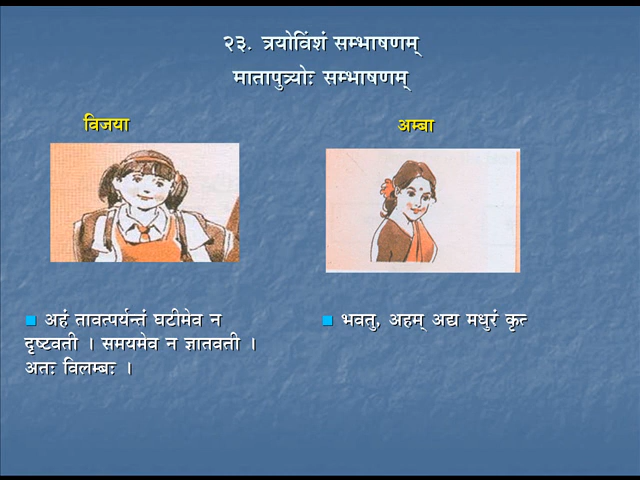 २३. त्रयोविंशं सम्भाषणम्
मातापुत्र्योः सम्भाषणम्
विजया
अम्बा
अहं तावत्पर्यन्तं घटीमेव न
दृष्टवती । समयमेव न ज्ञातवती ।
अतः विलम्बः ।
भवतु, अहम् अद्य मधुरं